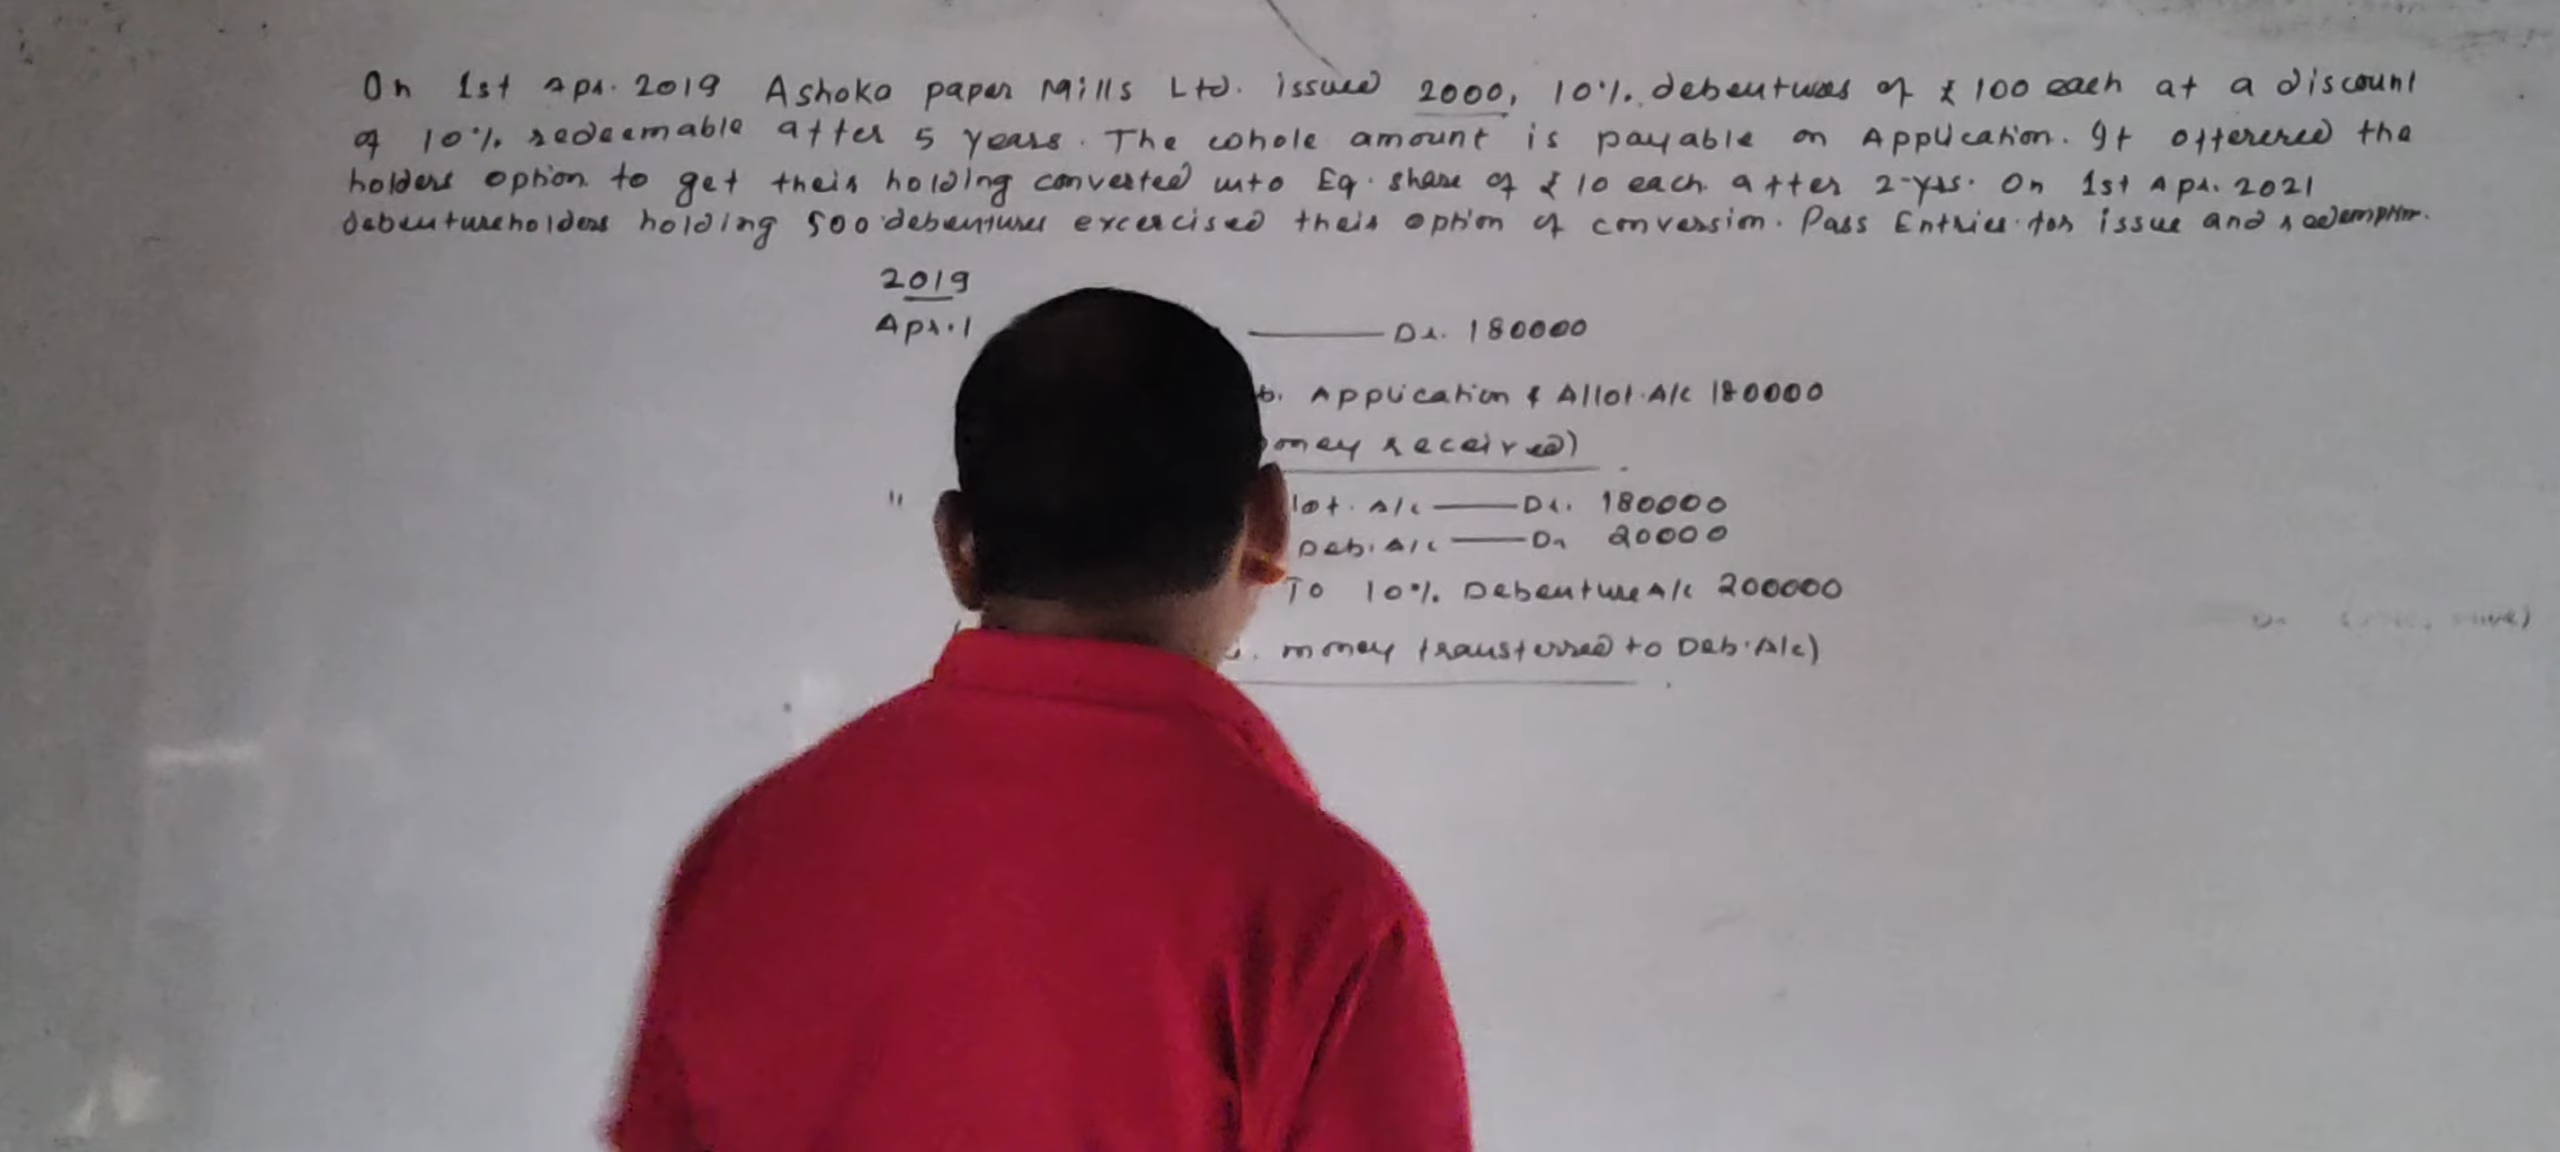 On 1st Apr. 2019 Ashoka paper Mills Ltd. issued 2000, 10%. debentures of ₹ 100 each at a discount
of 10%. redeemable after 5 years. The whole amount is payable on Application. It offerered the
holders option to get their holding converted into Eq. share of ₹ 10 each after 2-yrs. On 1st Apr. 2021
debentureholders holding 500 debentures excercised their option of conversion. Pass Entries for issue and redemption.
2019
Apr. 1 Dr. 180000
Application & Allot. A/c 180000
received)
" A/c Dr. 180000
Deb. A/c Dr 20000
To 10%. Debenture A/c 200000
money transferred to Deb. A/c)